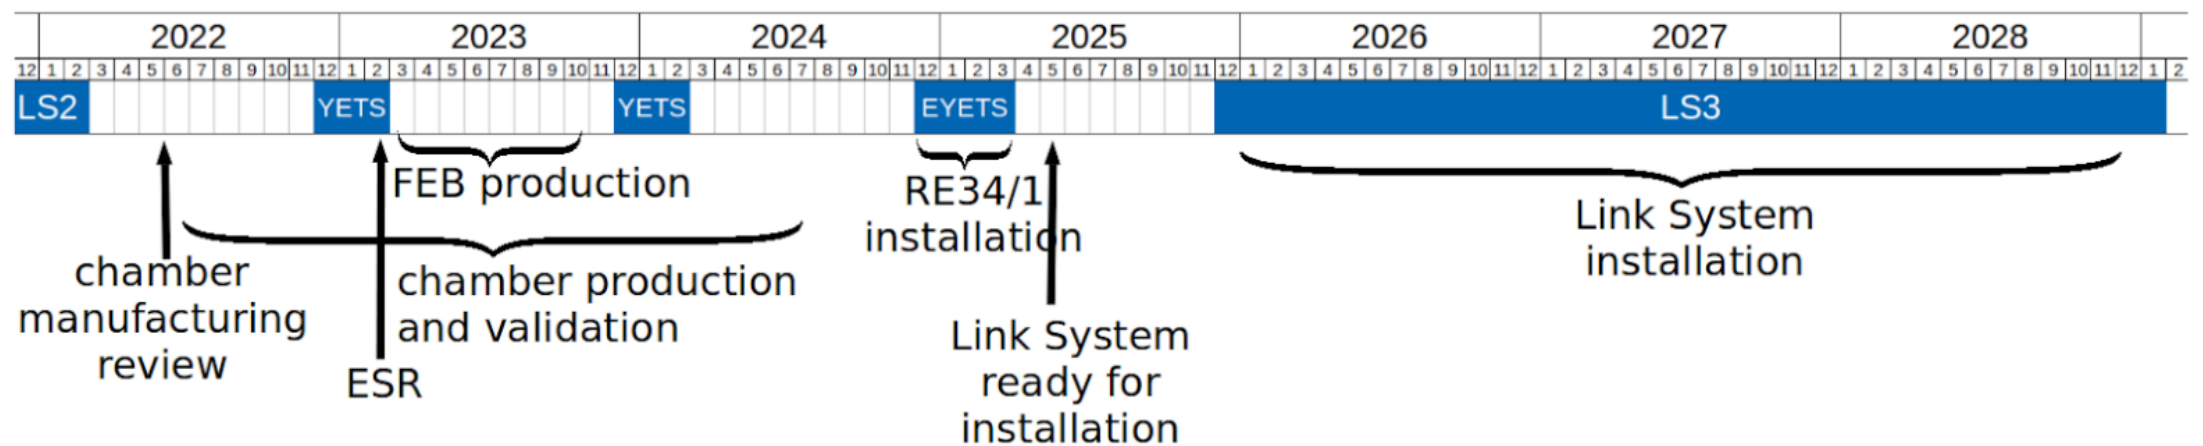 2022 2023 2024 2025 2026 2027 2028
12 1 2 3 4 5 6 7 8 9 10 11 12 1 2 3 4 5 6 7 8 9 10 11 12 1 2 3 4 5 6 7 8 9 10 11 12 1 2 3 4 5 6 7 8 9 10 11 12 1 2 3 4 5 6 7 8 9 10 11 12 1 2 3 4 5 6 7 8 9 10 11 12 1 2 3 4 5 6 7 8 9 10 11 12 1 2
LS2 YETS YETS EYETS LS3
FEB production
RE34/1
installation
Link System
installation
chamber
manufacturing
review
chamber production
and validation
ESR
Link System
ready for
installation